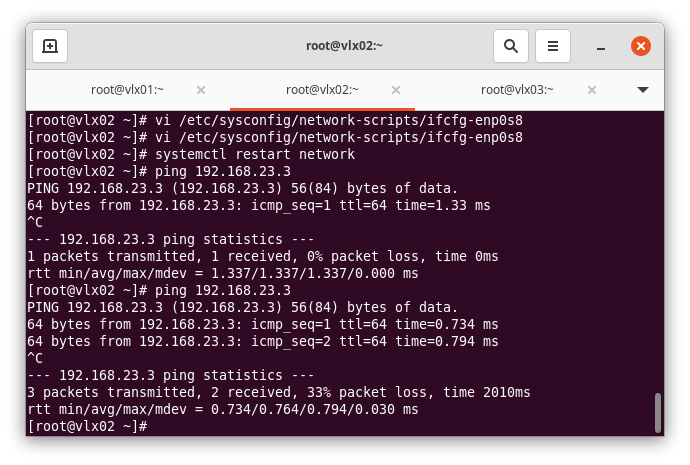 root@vlx02:~
root@vlx01:~
root@vlx02:~
root@vlx03:~
[root@vlx02 ~]# vi /etc/sysconfig/network-scripts/ifcfg-enp0s8
[root@vlx02 ~]# vi /etc/sysconfig/network-scripts/ifcfg-enp0s8
[root@vlx02 ~]# systemctl restart network
[root@vlx02 ~]# ping 192.168.23.3
PING 192.168.23.3 (192.168.23.3) 56(84) bytes of data.
64 bytes from 192.168.23.3: icmp_seq=1 ttl=64 time=1.33 ms
^C
--- 192.168.23.3 ping statistics ---
1 packets transmitted, 1 received, 0% packet loss, time 0ms
rtt min/avg/max/mdev = 1.337/1.337/1.337/0.000 ms
[root@vlx02 ~]# ping 192.168.23.3
PING 192.168.23.3 (192.168.23.3) 56(84) bytes of data.
64 bytes from 192.168.23.3: icmp_seq=1 ttl=64 time=0.734 ms
64 bytes from 192.168.23.3: icmp_seq=2 ttl=64 time=0.794 ms
^C
--- 192.168.23.3 ping statistics ---
3 packets transmitted, 2 received, 33% packet loss, time 2010ms
rtt min/avg/max/mdev = 0.734/0.764/0.794/0.030 ms
[root@vlx02 ~]#